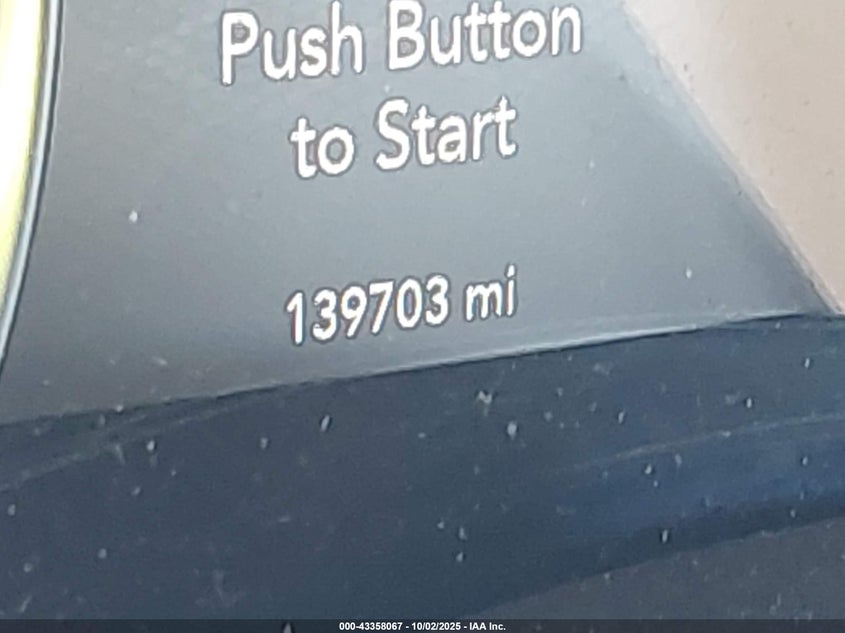 Push Button
to Start
139703 mi
000-43358067 - 10/02/2025 - IAA Inc.